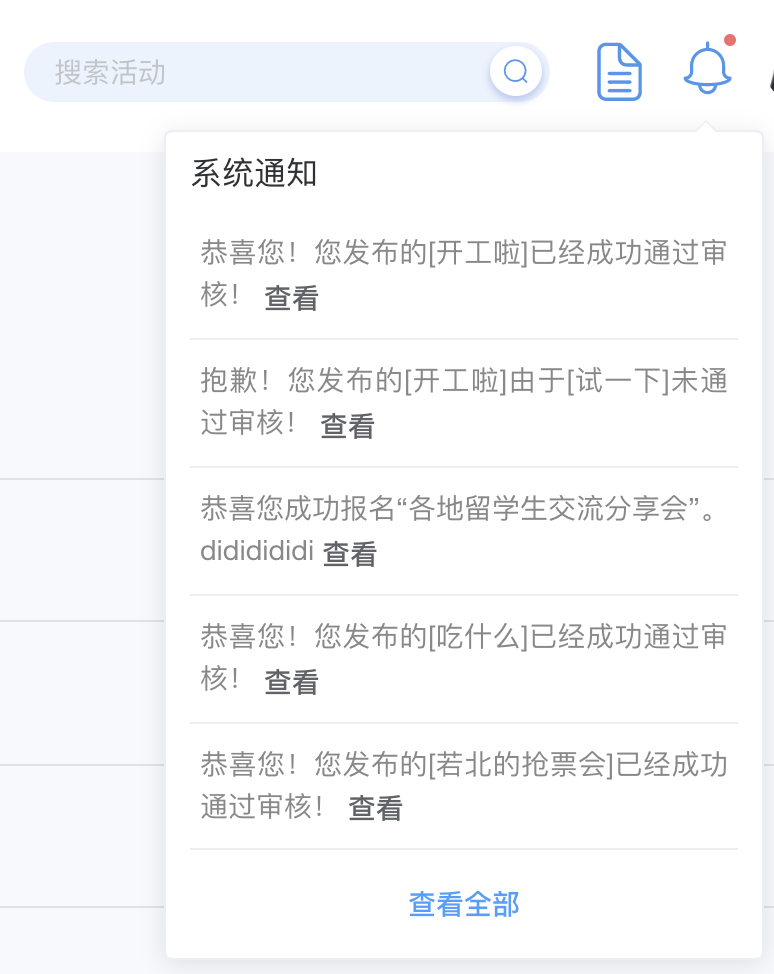 搜索活动
系统通知
恭喜您！您发布的[开工啦]已经成功通过审
核！ 查看
抱歉！您发布的[开工啦]由于[试一下]未通
过审核！ 查看
恭喜您成功报名“各地留学生交流分享会”。
dididididi 查看
恭喜您！您发布的[吃什么]已经成功通过审
核！ 查看
恭喜您！您发布的[若北的抢票会]已经成功
通过审核！ 查看
查看全部